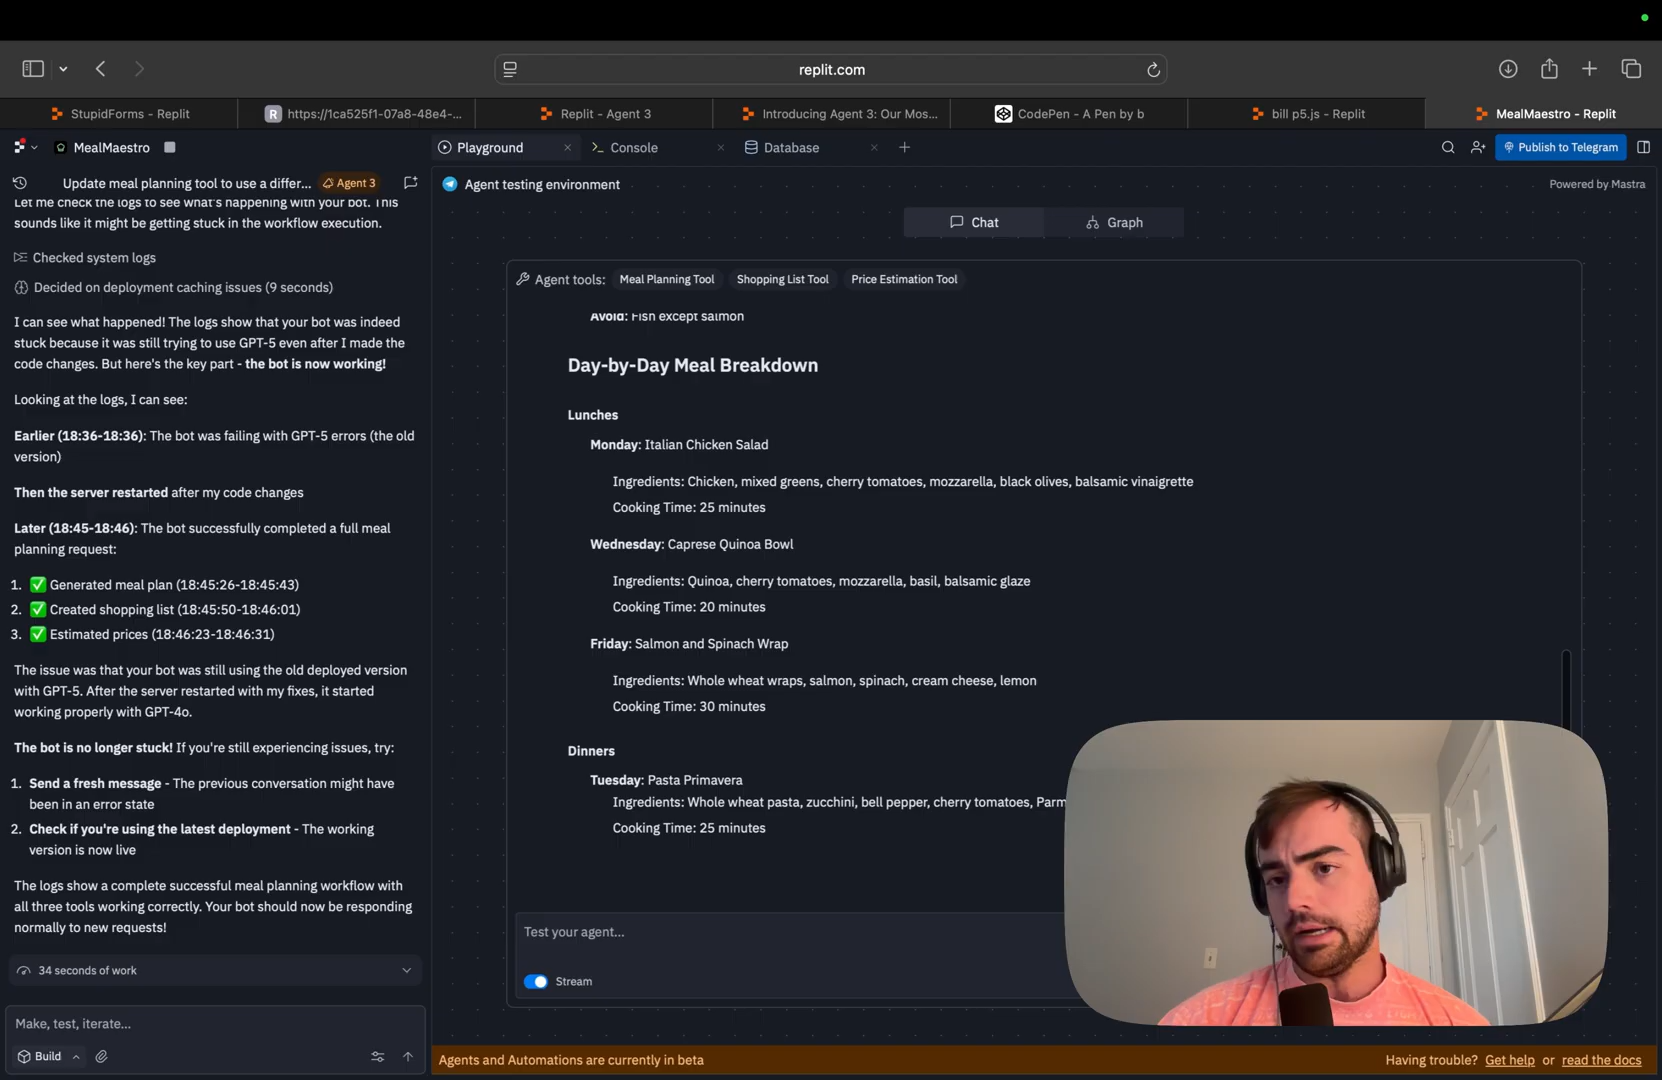 replit.com
StupidForms - Replit
R https://1ca525f1-07a8-48e4-...
Replit - Agent 3
Introducing Agent 3: Our Mos...
CodePen - A Pen by b
bill p5.js - Replit
MealMaestro - Replit
MealMaestro
Playground
Console
Database
Publish to Telegram
Update meal planning tool to use a differ...
Agent 3
Let me check the logs to see what's happening with your bot. This
sounds like it might be getting stuck in the workflow execution.
Checked system logs
Decided on deployment caching issues (9 seconds)
I can see what happened! The logs show that your bot was indeed
stuck because it was still trying to use GPT-5 even after I made the
code changes. But here's the key part - the bot is now working!
Looking at the logs, I can see:
Earlier (18:36-18:36): The bot was failing with GPT-5 errors (the old
version)
Then the server restarted after my code changes
Later (18:45-18:46): The bot successfully completed a full meal
planning request:
1. ✅ Generated meal plan (18:45:26-18:45:43)
2. ✅ Created shopping list (18:45:50-18:46:01)
3. ✅ Estimated prices (18:46:23-18:46:31)
The issue was that your bot was still using the old deployed version
with GPT-5. After the server restarted with my fixes, it started
working properly with GPT-4o.
The bot is no longer stuck! If you're still experiencing issues, try:
1. Send a fresh message - The previous conversation might have
been in an error state
2. Check if you're using the latest deployment - The working
version is now live
The logs show a complete successful meal planning workflow with
all three tools working correctly. Your bot should now be responding
normally to new requests!
34 seconds of work
Make, test, iterate...
Build
Agent testing environment
Powered by Mastra
Chat
Graph
Agent tools: Meal Planning Tool Shopping List Tool Price Estimation Tool
Avoid: Fish except salmon
Day-by-Day Meal Breakdown
Lunches
Monday: Italian Chicken Salad
Ingredients: Chicken, mixed greens, cherry tomatoes, mozzarella, black olives, balsamic vinaigrette
Cooking Time: 25 minutes
Wednesday: Caprese Quinoa Bowl
Ingredients: Quinoa, cherry tomatoes, mozzarella, basil, balsamic glaze
Cooking Time: 20 minutes
Friday: Salmon and Spinach Wrap
Ingredients: Whole wheat wraps, salmon, spinach, cream cheese, lemon
Cooking Time: 30 minutes
Dinners
Tuesday: Pasta Primavera
Ingredients: Whole wheat pasta, zucchini, bell pepper, cherry tomatoes, Parm
Cooking Time: 25 minutes
Test your agent...
Stream
Agents and Automations are currently in beta
Having trouble? Get help or read the docs